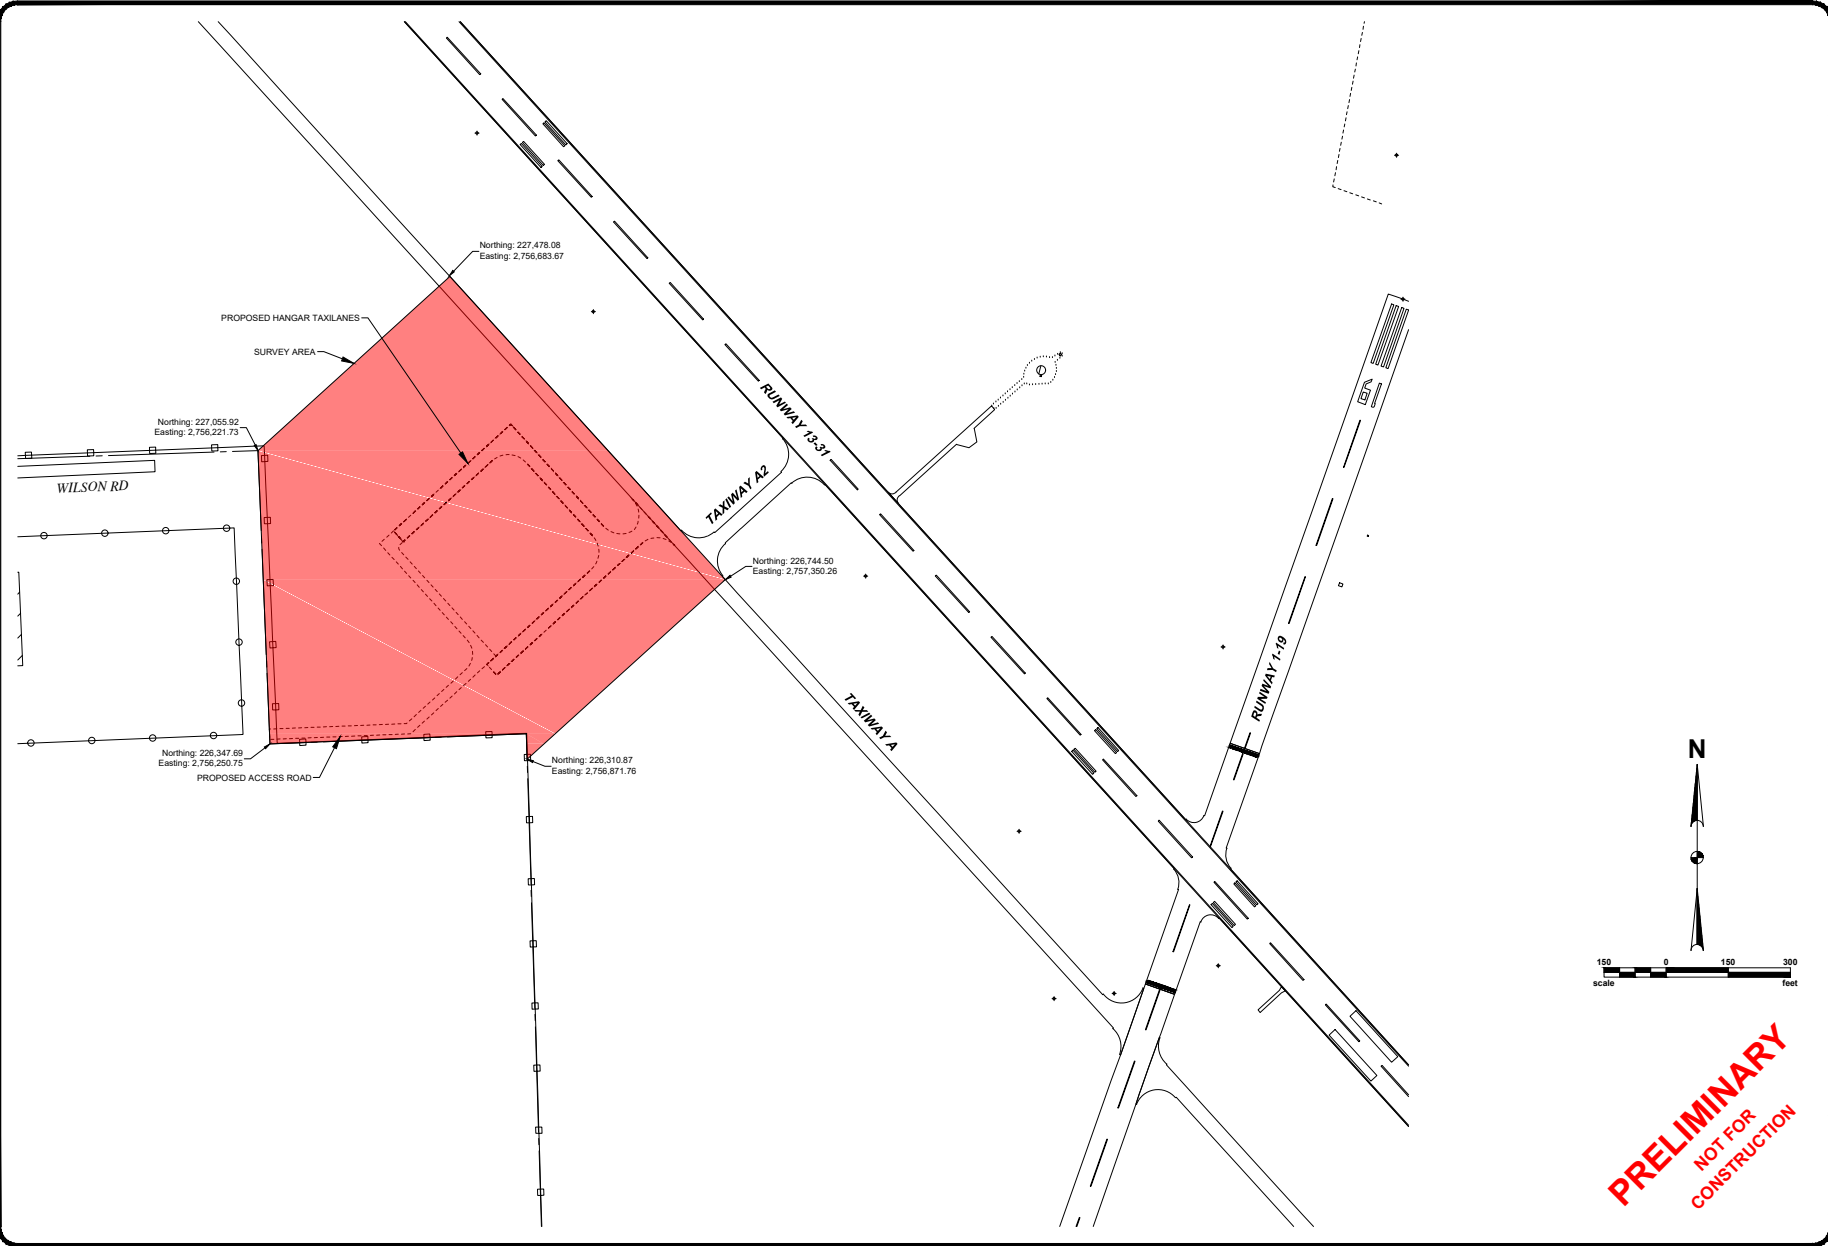 Northing: 227,478.08
Easting: 2,756,683.67
PROPOSED HANGAR TAXILANES
SURVEY AREA
Northing: 227,055.92
Easting: 2,756,221.73
WILSON RD
RUNWAY 13-31
TAXIWAY A2
19
Northing: 226,744.50
Easting: 2,757,350.26
RUNWAY 1-19
TAXIWAY A
Northing: 226,347.69
Easting: 2,756,250.75
PROPOSED ACCESS ROAD
Northing: 226,310.87
Easting: 2,756,871.76
N
150 0 150 300
scale feet
PRELIMINARY
NOT FOR
CONSTRUCTION